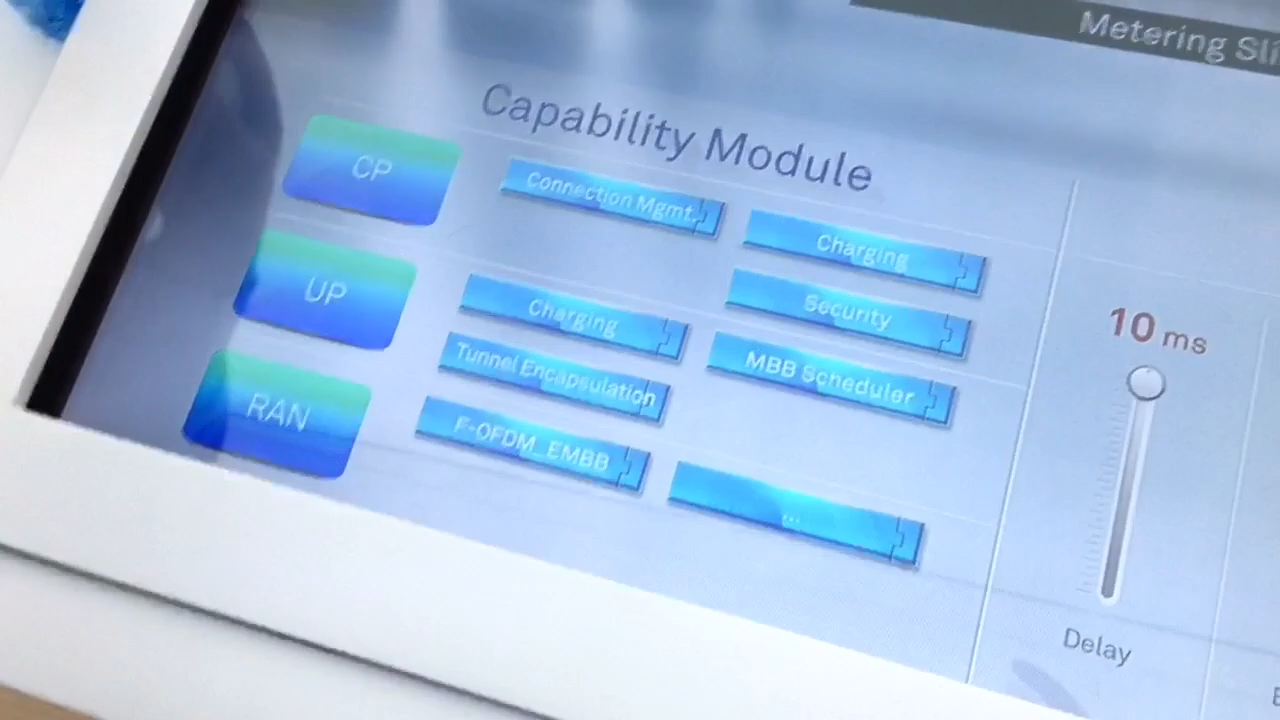 Metering Sli
Capability Module
CP
Connection Mgmt.
Charging
UP
Charging
Security
Tunnel Encapsulation
MBB Scheduler
RAN
F-OFDM_EMBB
...
10 ms
Delay